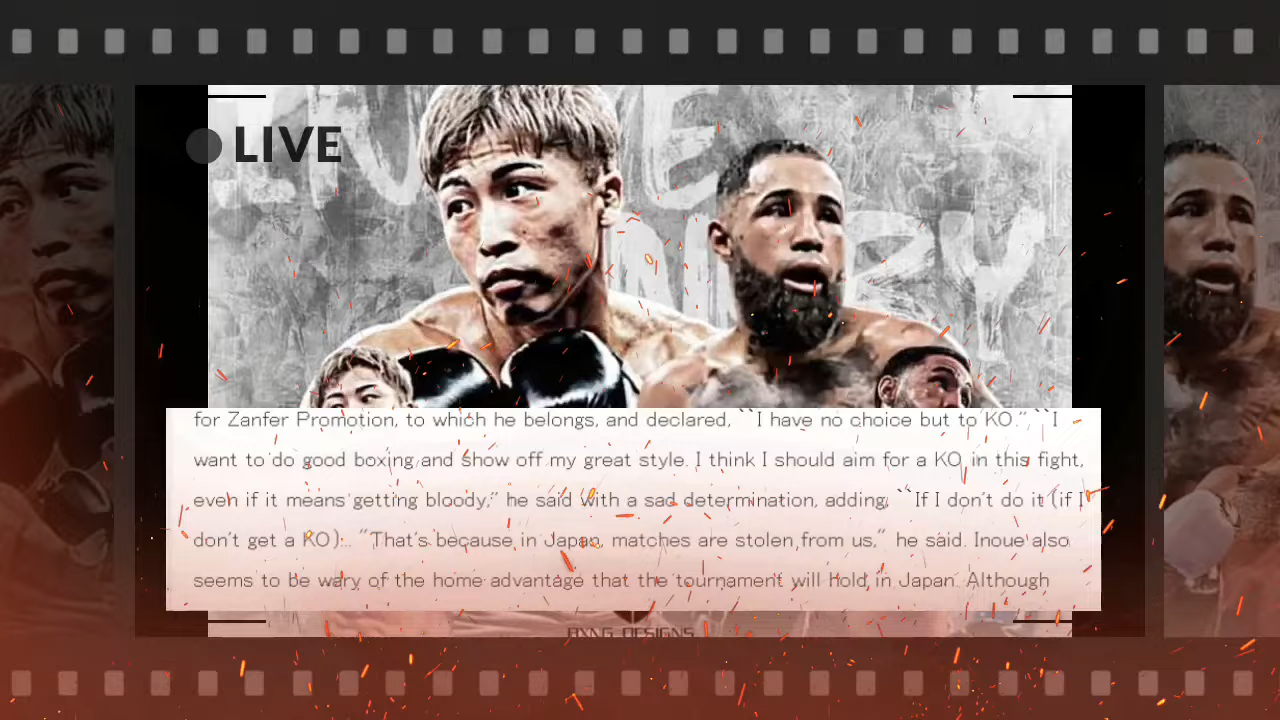 LIVE
for Zanfer Promotion, to which he belongs, and declared, ``I have no choice but to KO.” ``I
want to do good boxing and show off my great style. I think I should aim for a KO in this fight,
even if it means getting bloody,” he said with a sad determination, adding, ``If I don’t do it (if I
don’t get a KO)... “That’s because in Japan, matches are stolen from us,” he said. Inoue also
seems to be wary of the home advantage that the tournament will hold in Japan. Although
DESIGNS